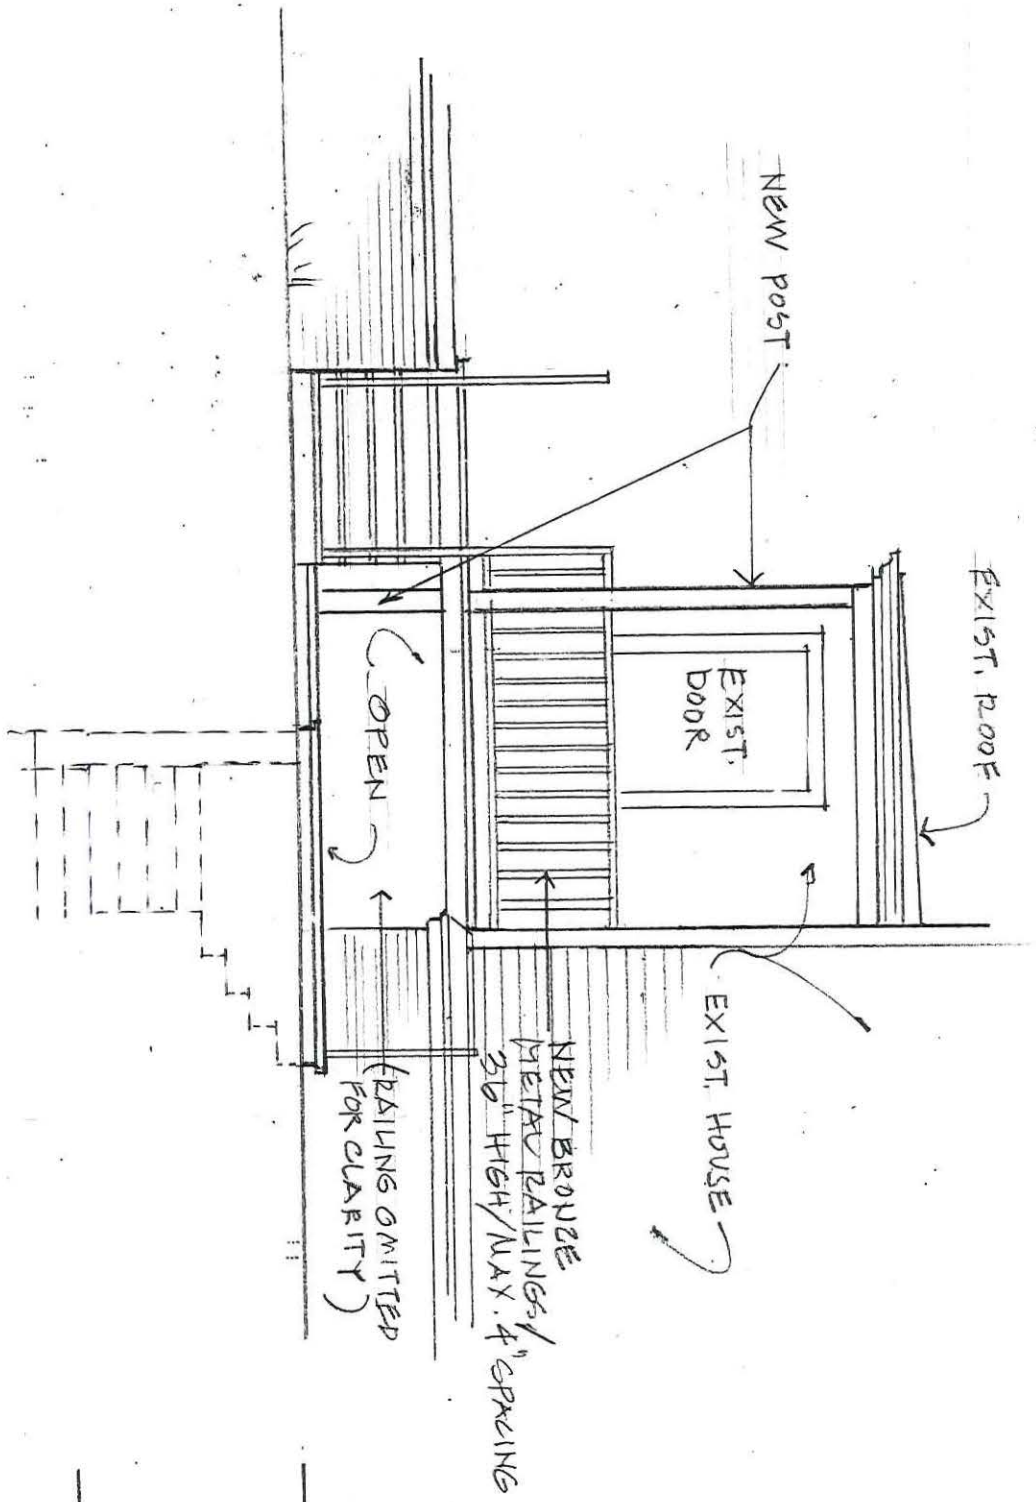 EXIST. ROOF
NEW POST
EXIST.
DOOR
EXIST. HOUSE
OPEN
NEW BRONZE
METAL RAILINGS/
36" HIGH/MAX. 4" SPACING
(RAILING OMITTED
FOR CLARITY)